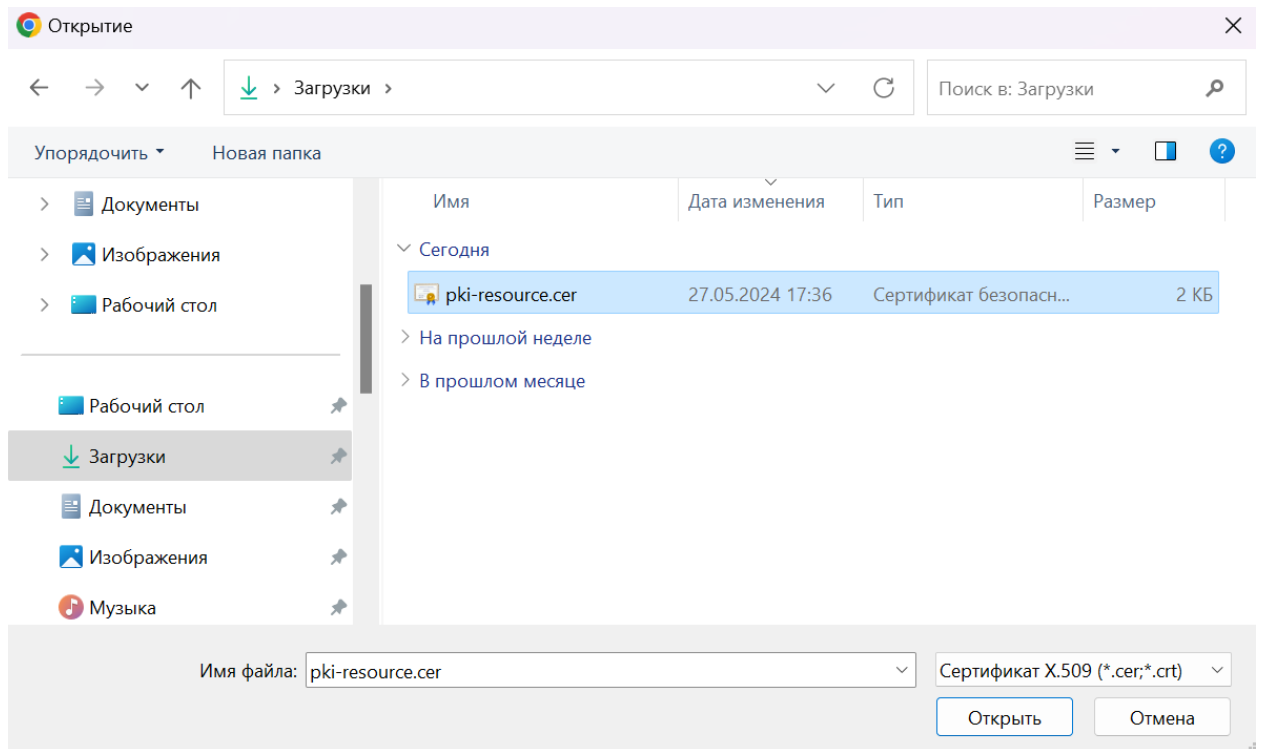 Открытие
Загрузки
Поиск в: Загрузки
Упорядочить
Новая папка
?
Документы
Изображения
Рабочий стол
Рабочий стол
Загрузки
Документы
Изображения
Музыка
Имя Дата изменения Тип Размер
Сегодня
pki-resource.cer 27.05.2024 17:36 Сертификат безопасн... 2 КБ
На прошлой неделе
В прошлом месяце
Имя файла: pki-resource.cer Сертификат X.509 (*.cer;*.crt)
Открыть Отмена